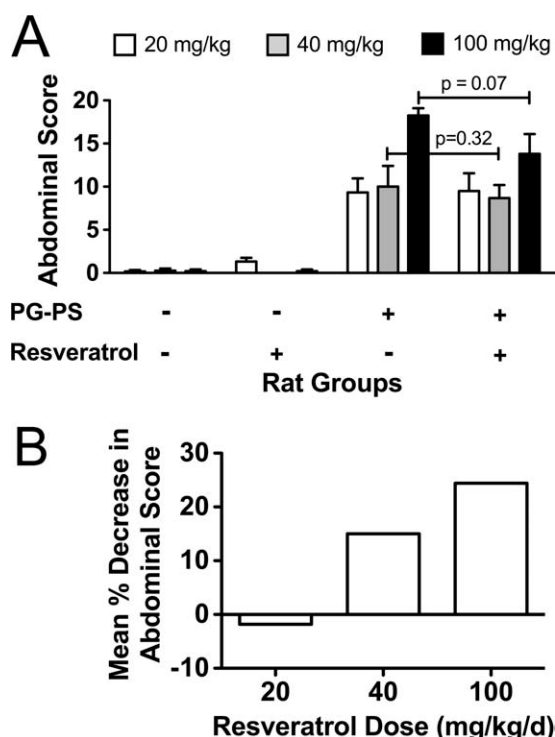 A
20 mg/kg 40 mg/kg 100 mg/kg
Abdominal Score
20
15
10
5
0
p = 0.07
p=0.32
PG-PS - - + +
Resveratrol - + - +
Rat Groups
B
Mean % Decrease in
Abdominal Score
30
20
10
0
-10
20 40 100
Resveratrol Dose (mg/kg/d)